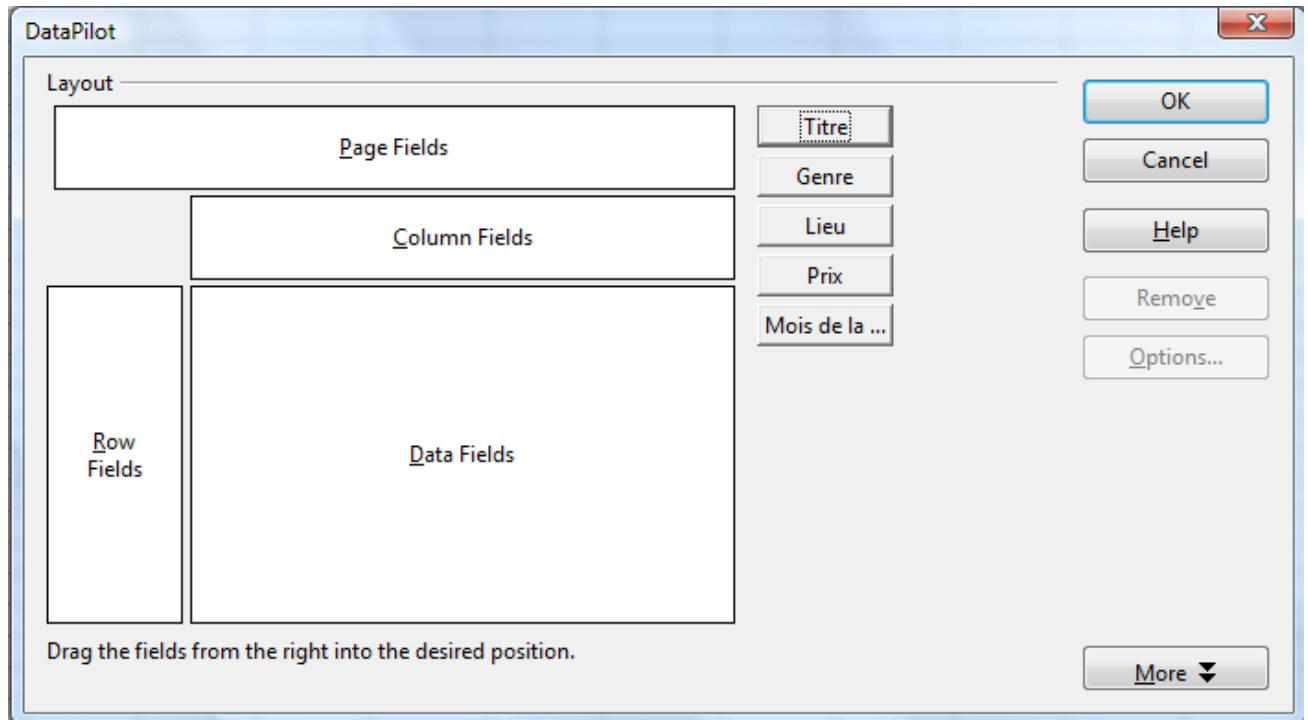 DataPilot
Layout
Page Fields
Column Fields
Row
Fields
Data Fields
Titre
Genre
Lieu
Prix
Mois de la ...
OK
Cancel
Help
Remove
Options...
Drag the fields from the right into the desired position.
More